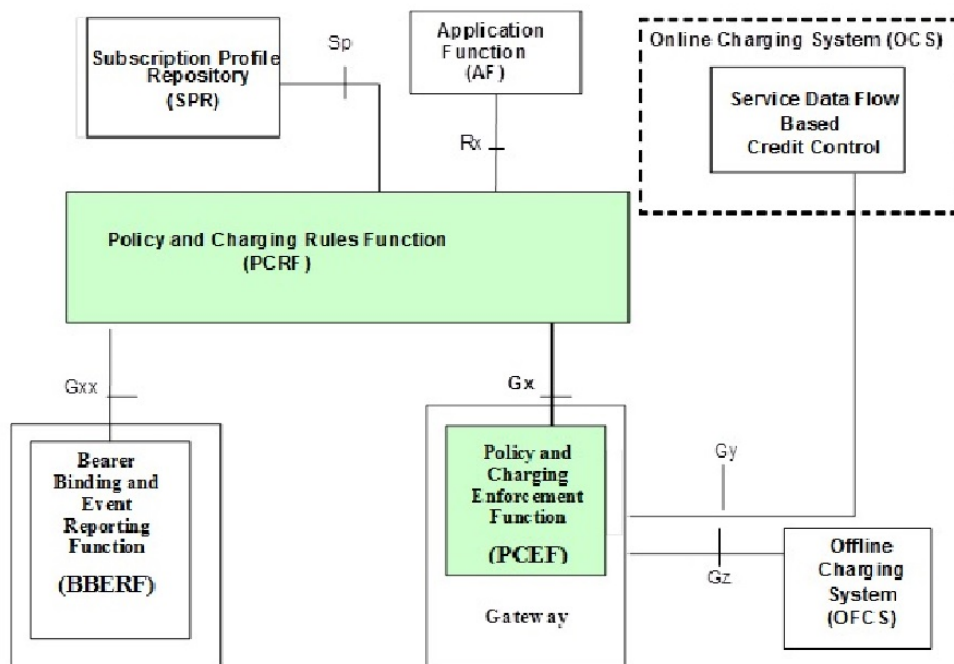 Subscription Profile
Repository
(SPR)
Sp
Application
Function
(AF)
Online Charging System (OCS)
Service Data Flow
Based
Credit Control
Rx
Policy and Charging Rules Function
(PCRF)
Gxx
Gx
Bearer
Binding and
Event
Reporting
Function
(BBERF)
Policy and
Charging
Enforcement
Function
(PCEF)
Gateway
Gy
Gz
Offline
Charging
System
(OFCS)